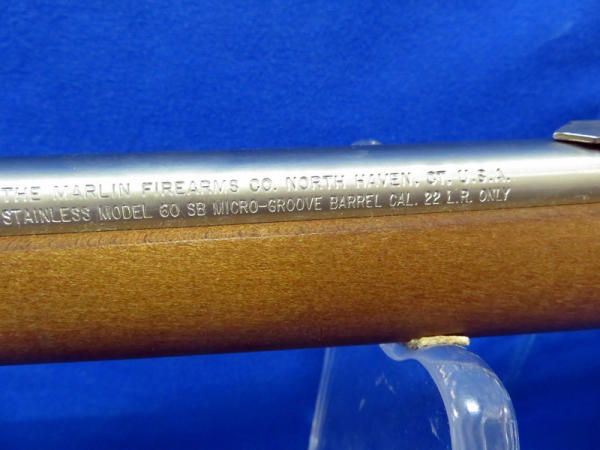 THE MARLIN FIREARMS CO. NORTH HAVEN, CT. U.S.A.
STAINLESS MODEL 60 SB MICRO-GROOVE BARREL CAL. 22 L.R. ONLY